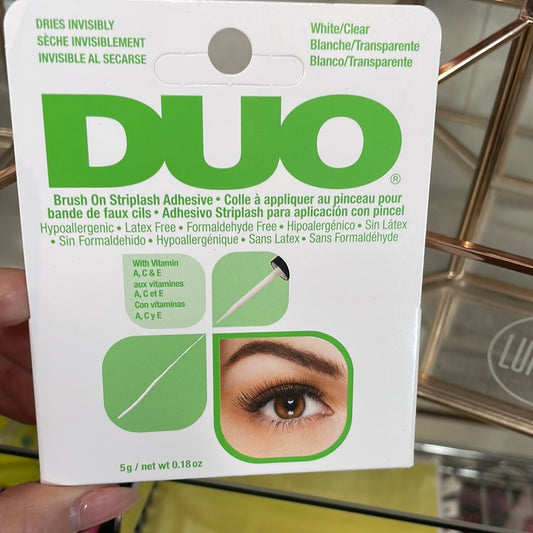 DRIES INVISIBLY
SÈCHE INVISIBLEMENT
INVISIBLE AL SECARSE
White/Clear
Blanche/Transparente
Blanco/Transparente
DUO®
Brush On Striplash Adhesive • Colle à appliquer au pinceau pour
bande de faux cils • Adhesivo Striplash para aplicación con pincel
Hypoallergenic • Latex Free • Formaldehyde Free • Hipoalergénico • Sin Látex
• Sin Formaldehido • Hypoallergénique • Sans Latex • Sans Formaldéhyde
With Vitamin
A, C & E
aux vitamines
A, C et E
Con vitaminas
A, C y E
5g / net wt 0.18 oz